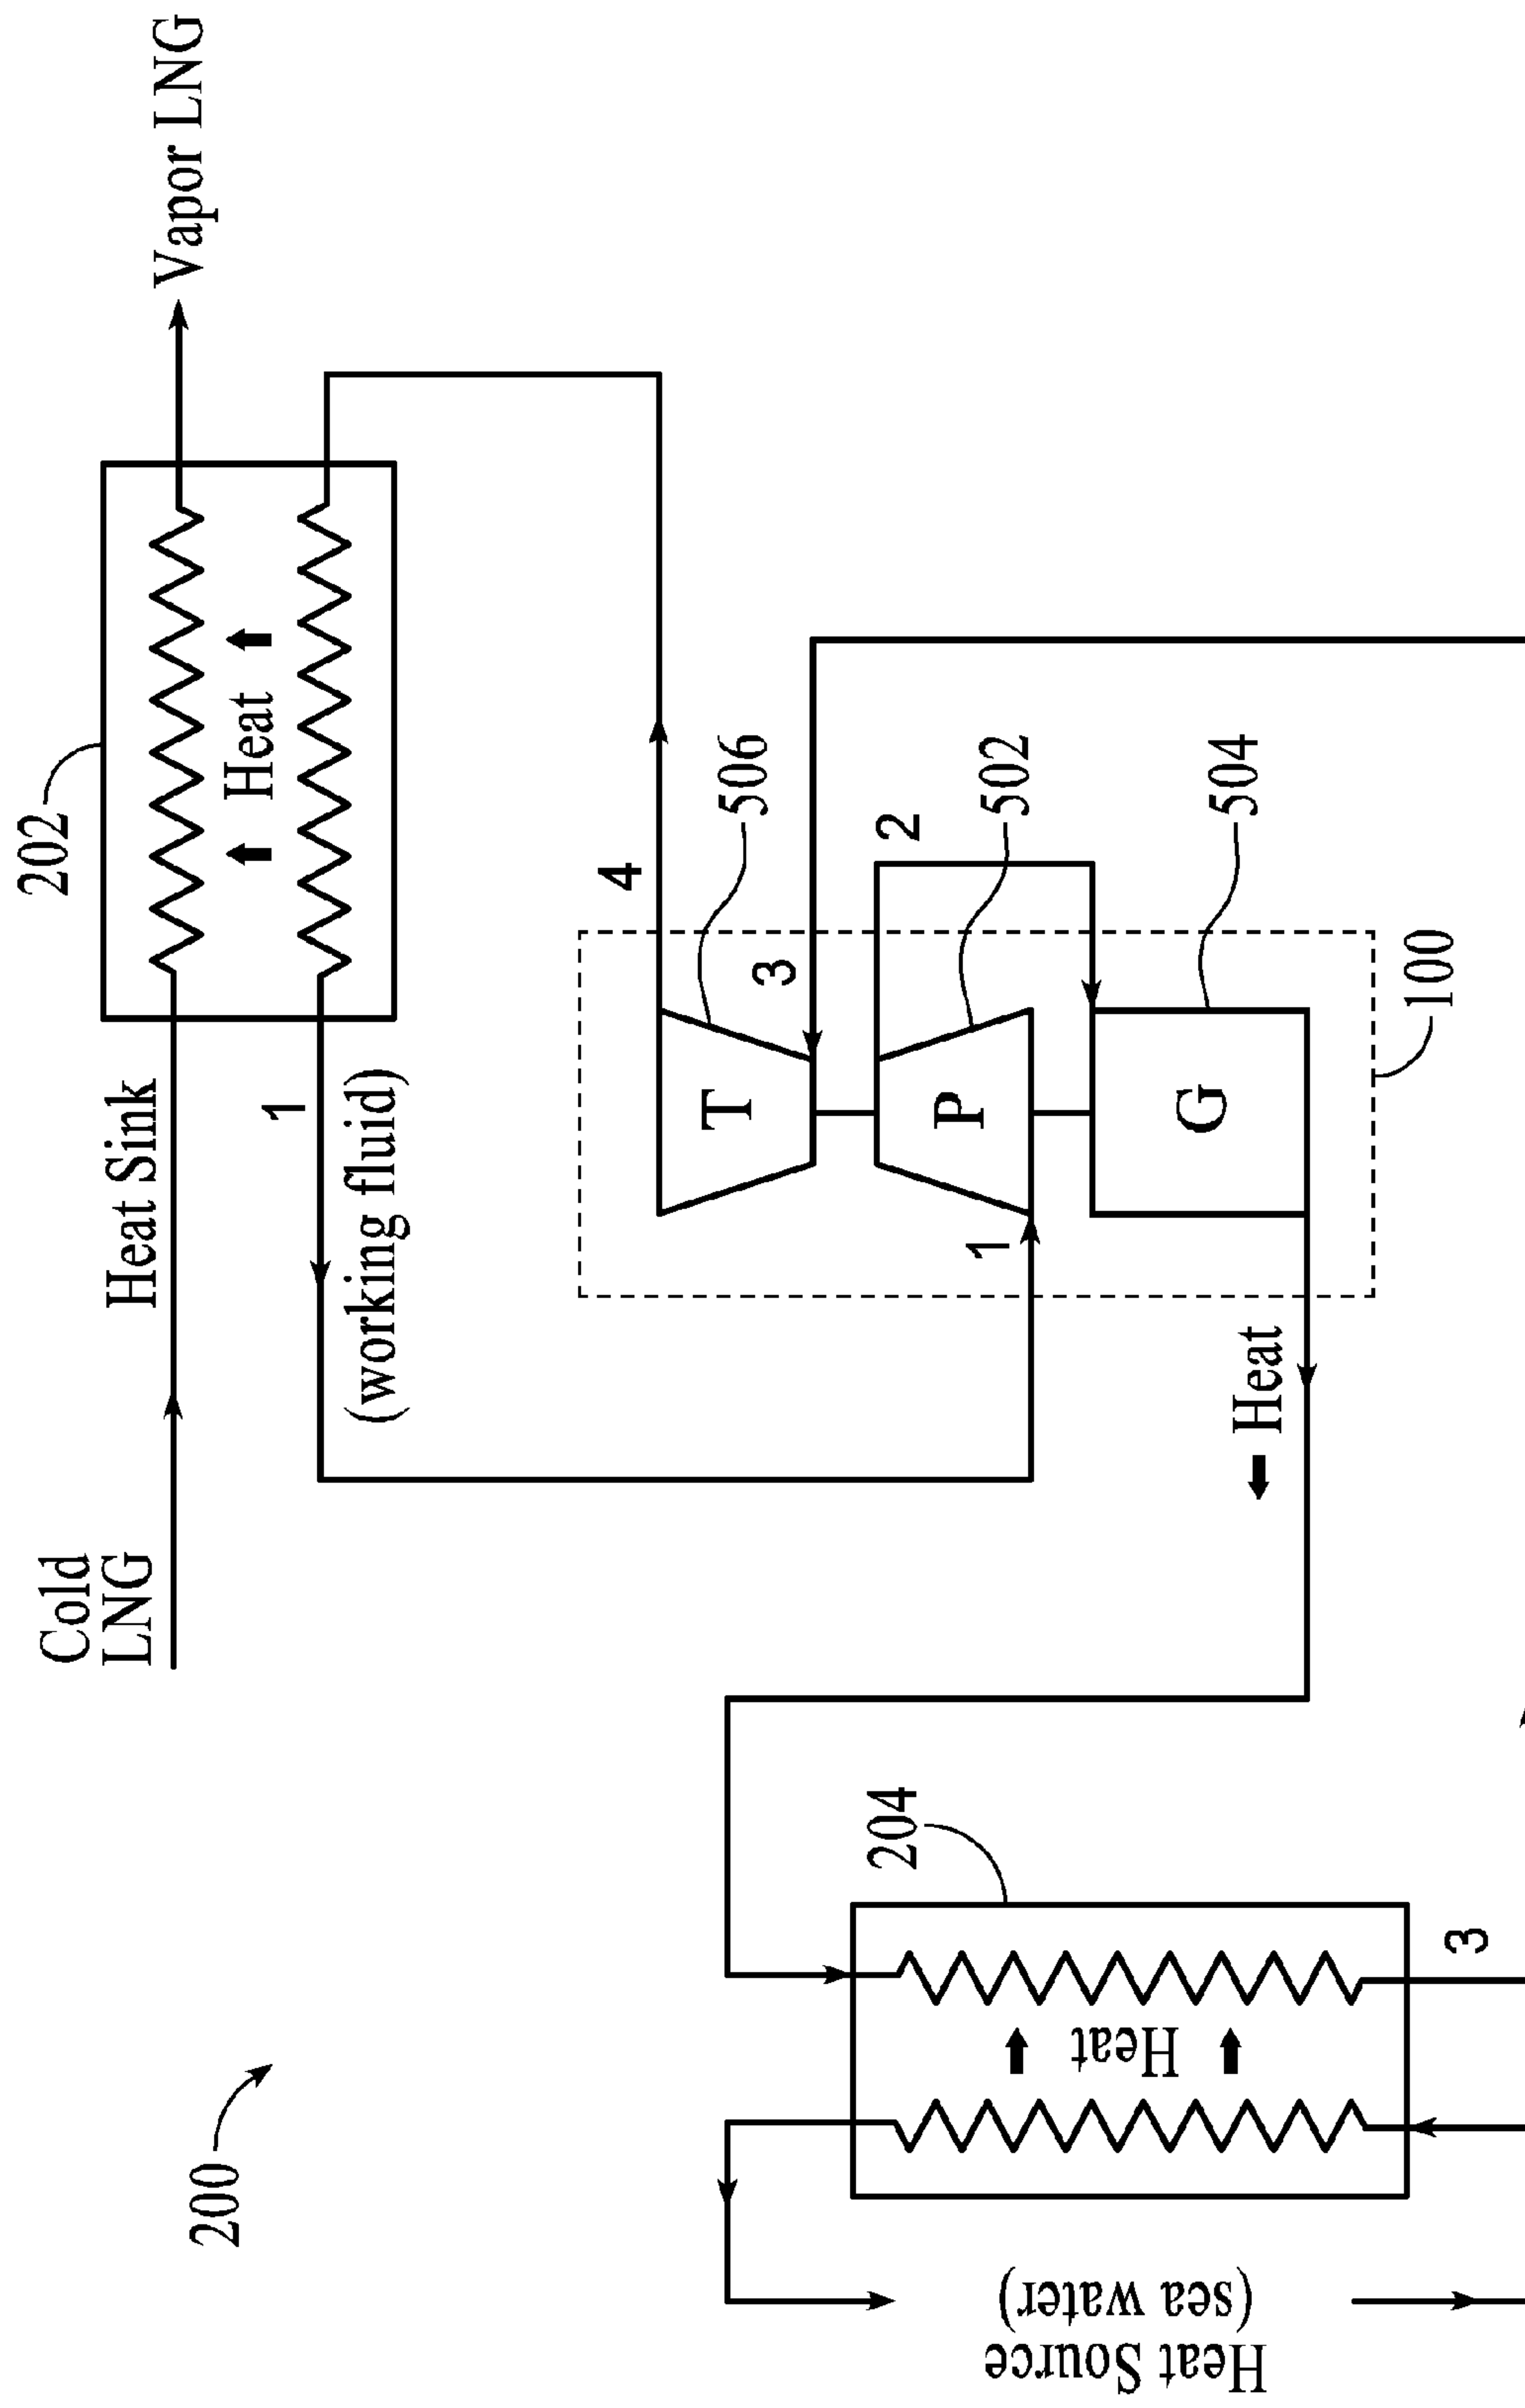 200
202
Cold
LNG
Heat Sink
Vapor LNG
Heat
1
(working fluid)
4
506
T
3
2
502
P
1
504
G
100
Heat
204
Heat
3
Heat Source
(sea water)